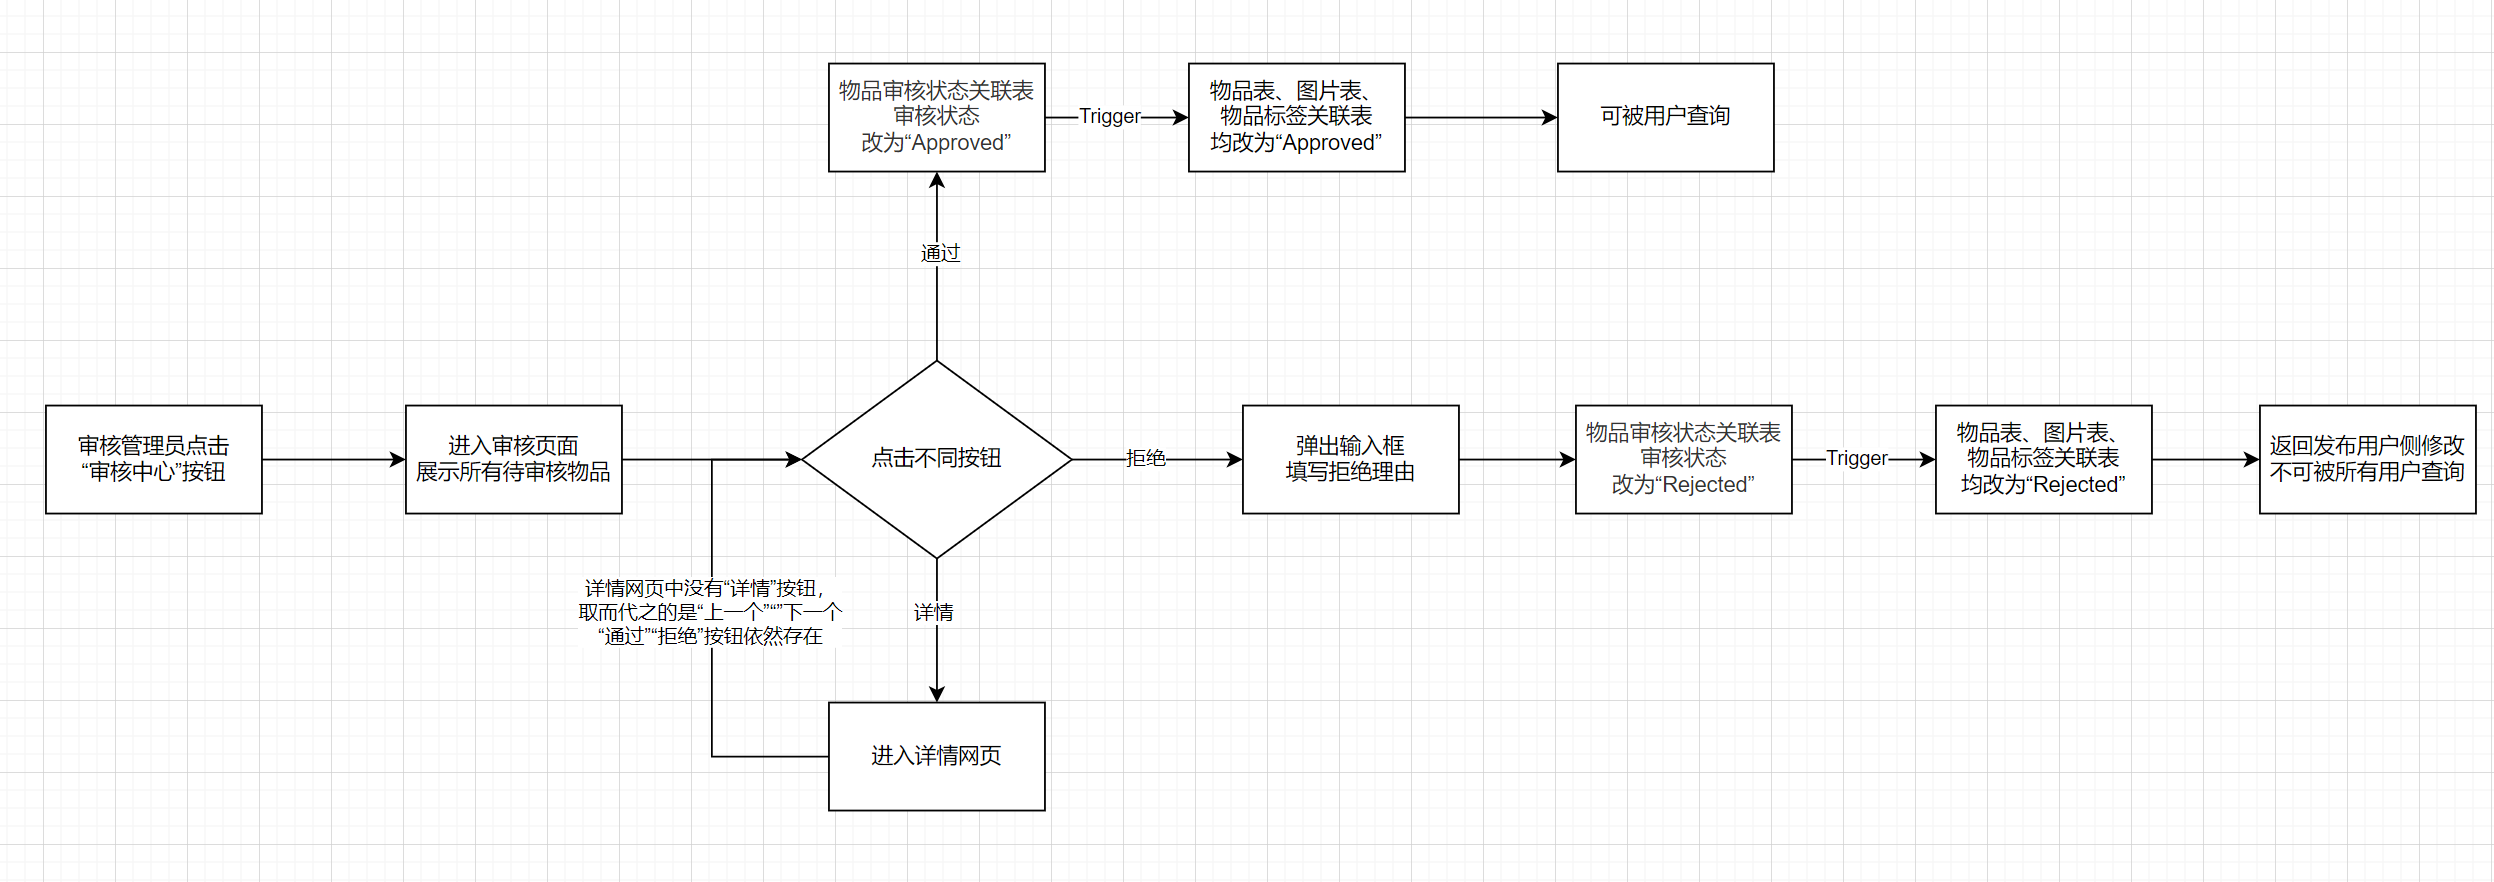 物品审核状态关联表
审核状态
改为“Approved”
Trigger
物品表、图片表、
物品标签关联表
均改为“Approved”
可被用户查询
通过
审核管理员点击
“审核中心”按钮
进入审核页面
展示所有待审核物品
点击不同按钮
拒绝
弹出输入框
填写拒绝理由
物品审核状态关联表
审核状态
改为“Rejected”
Trigger
物品表、图片表、
物品标签关联表
均改为“Rejected”
返回发布用户侧修改
不可被所有用户查询
详情网页中没有“详情”按钮，
取而代之的是“上一个”“”下一个
“通过”“拒绝”按钮依然存在
详情
进入详情网页